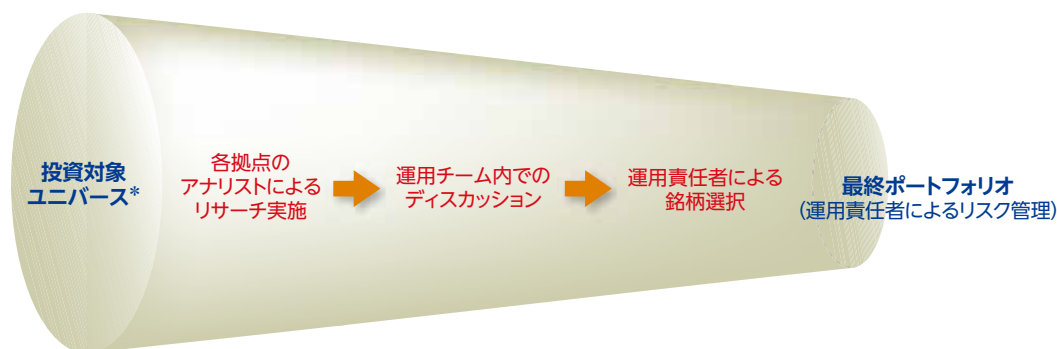 投資対象
ユニバース*
各拠点の
アナリストによる
リサーチ実施
運用チーム内での
ディスカッション
運用責任者による
銘柄選択
最終ポートフォリオ
(運用責任者によるリスク管理)